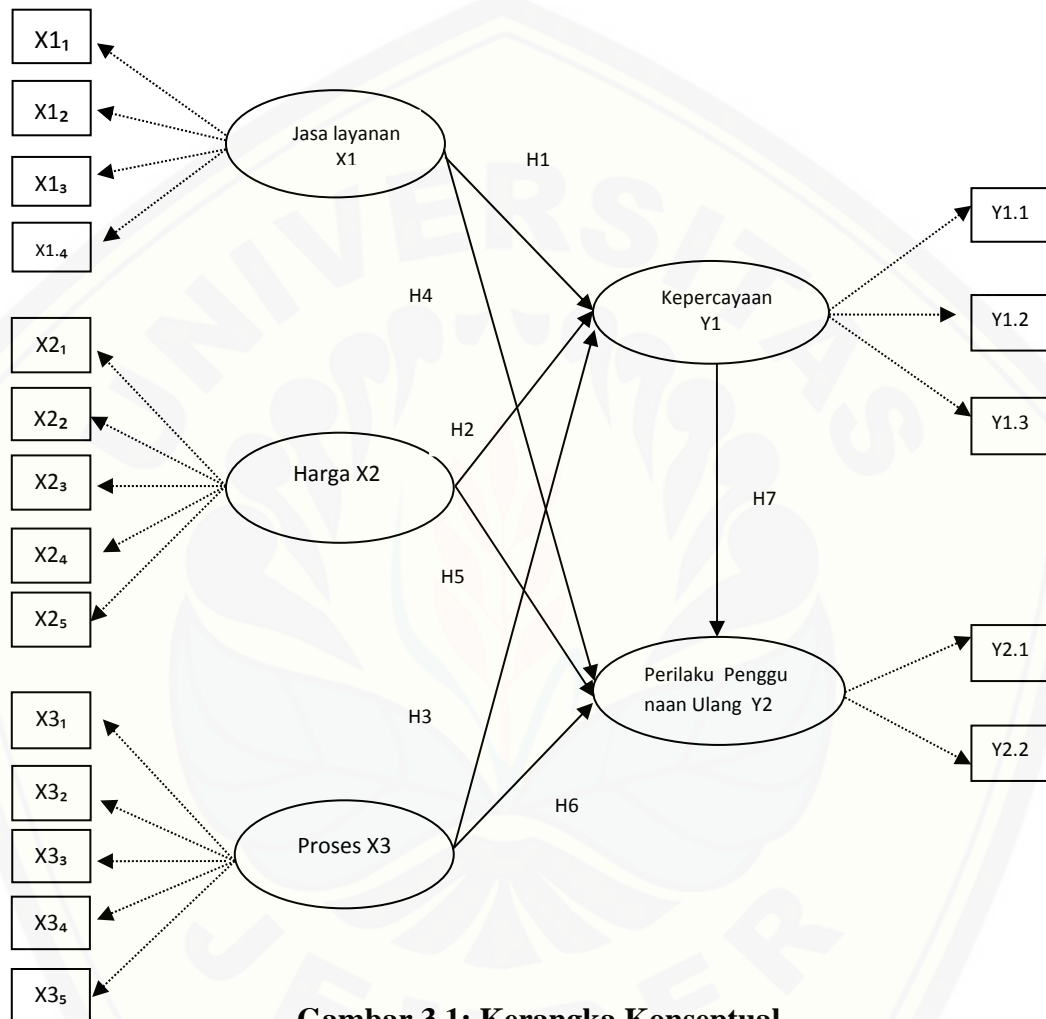 X1₁
X1₂
X1₃
X1.₄
Jasa layanan
X1
H1
H4
Kepercayaan
Y1
Y1.1
Y1.2
Y1.3
X2₁
X2₂
X2₃
X2₄
X2₅
Harga X2
H2
H5
H7
Perilaku Penggu
naan Ulang Y2
Y2.1
Y2.2
X3₁
X3₂
X3₃
X3₄
X3₅
Proses X3
H3
H6
UNIVERSITAS
JEMBER
Gambar 3.1: Kerangka Konseptual